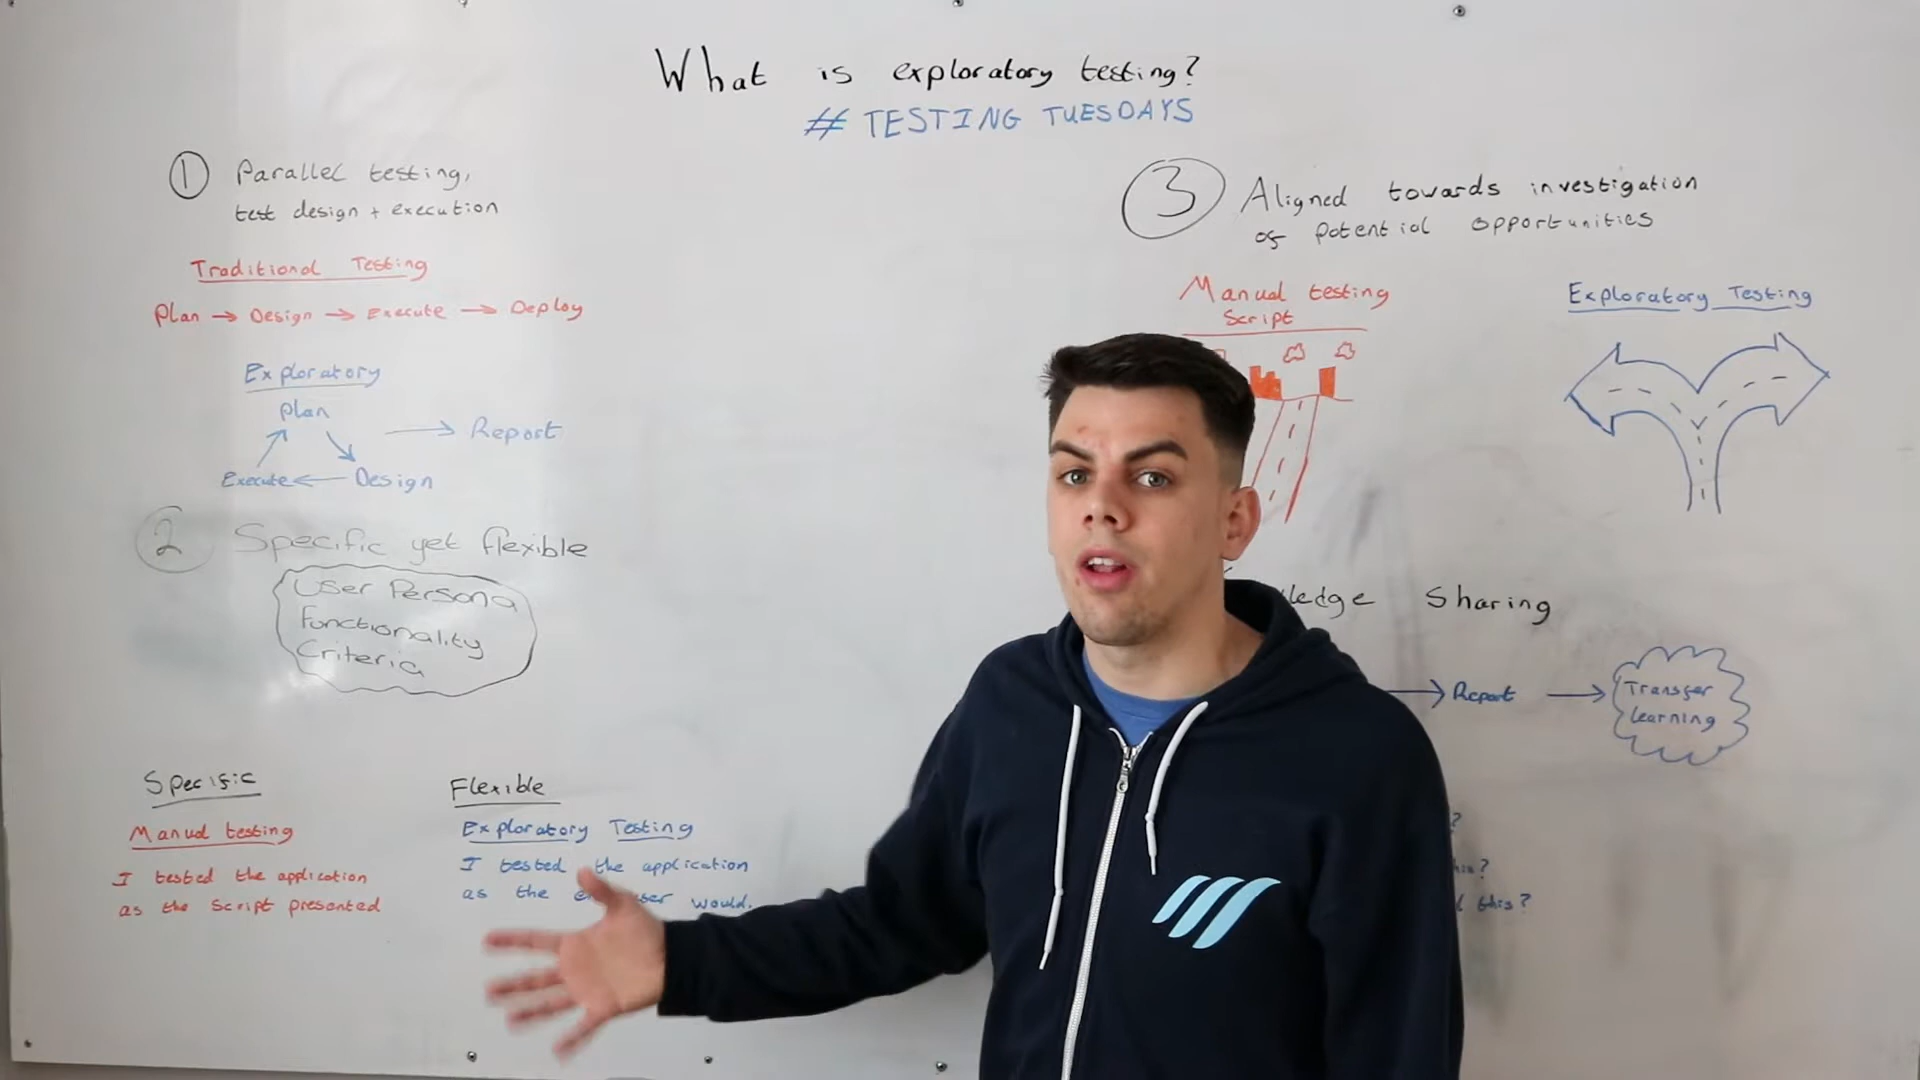 What is exploratory testing?
# TESTING TUESDAYS
1 Parallel testing,
test design + execution
Traditional Testing
Plan → Design → Execute → Deploy
Exploratory
Plan
→ Report
Execute ← Design
2 Specific yet flexible
User Persona
Functionality
Criteria
Specific
Manual testing
I tested the application
as the script presented
Flexible
Exploratory Testing
I tested the application
as the would.
3 Aligned towards investigation
of potential opportunities
Manual testing
Script
Exploratory Testing
Sharing
→ Report →
Transfer
learning
?
?
this?